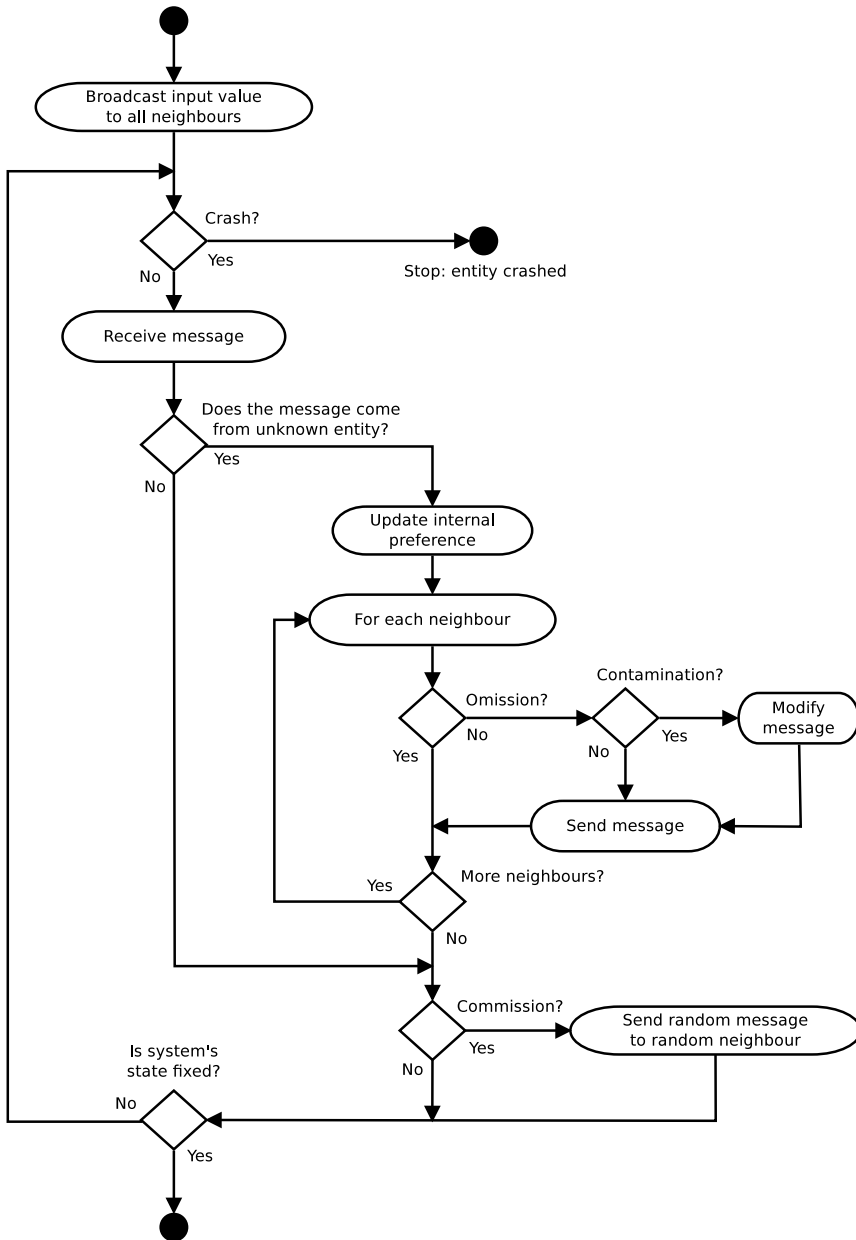 Broadcast input value
to all neighbours
Crash?
Yes
No
Stop: entity crashed
Receive message
Does the message come
from unknown entity?
Yes
No
Update internal
preference
For each neighbour
Contamination?
Omission?
Modify
message
No
Yes
Yes
No
Send message
More neighbours?
Yes
No
Commission?
Send random message
to random neighbour
Yes
No
Is system's
state fixed?
No
Yes